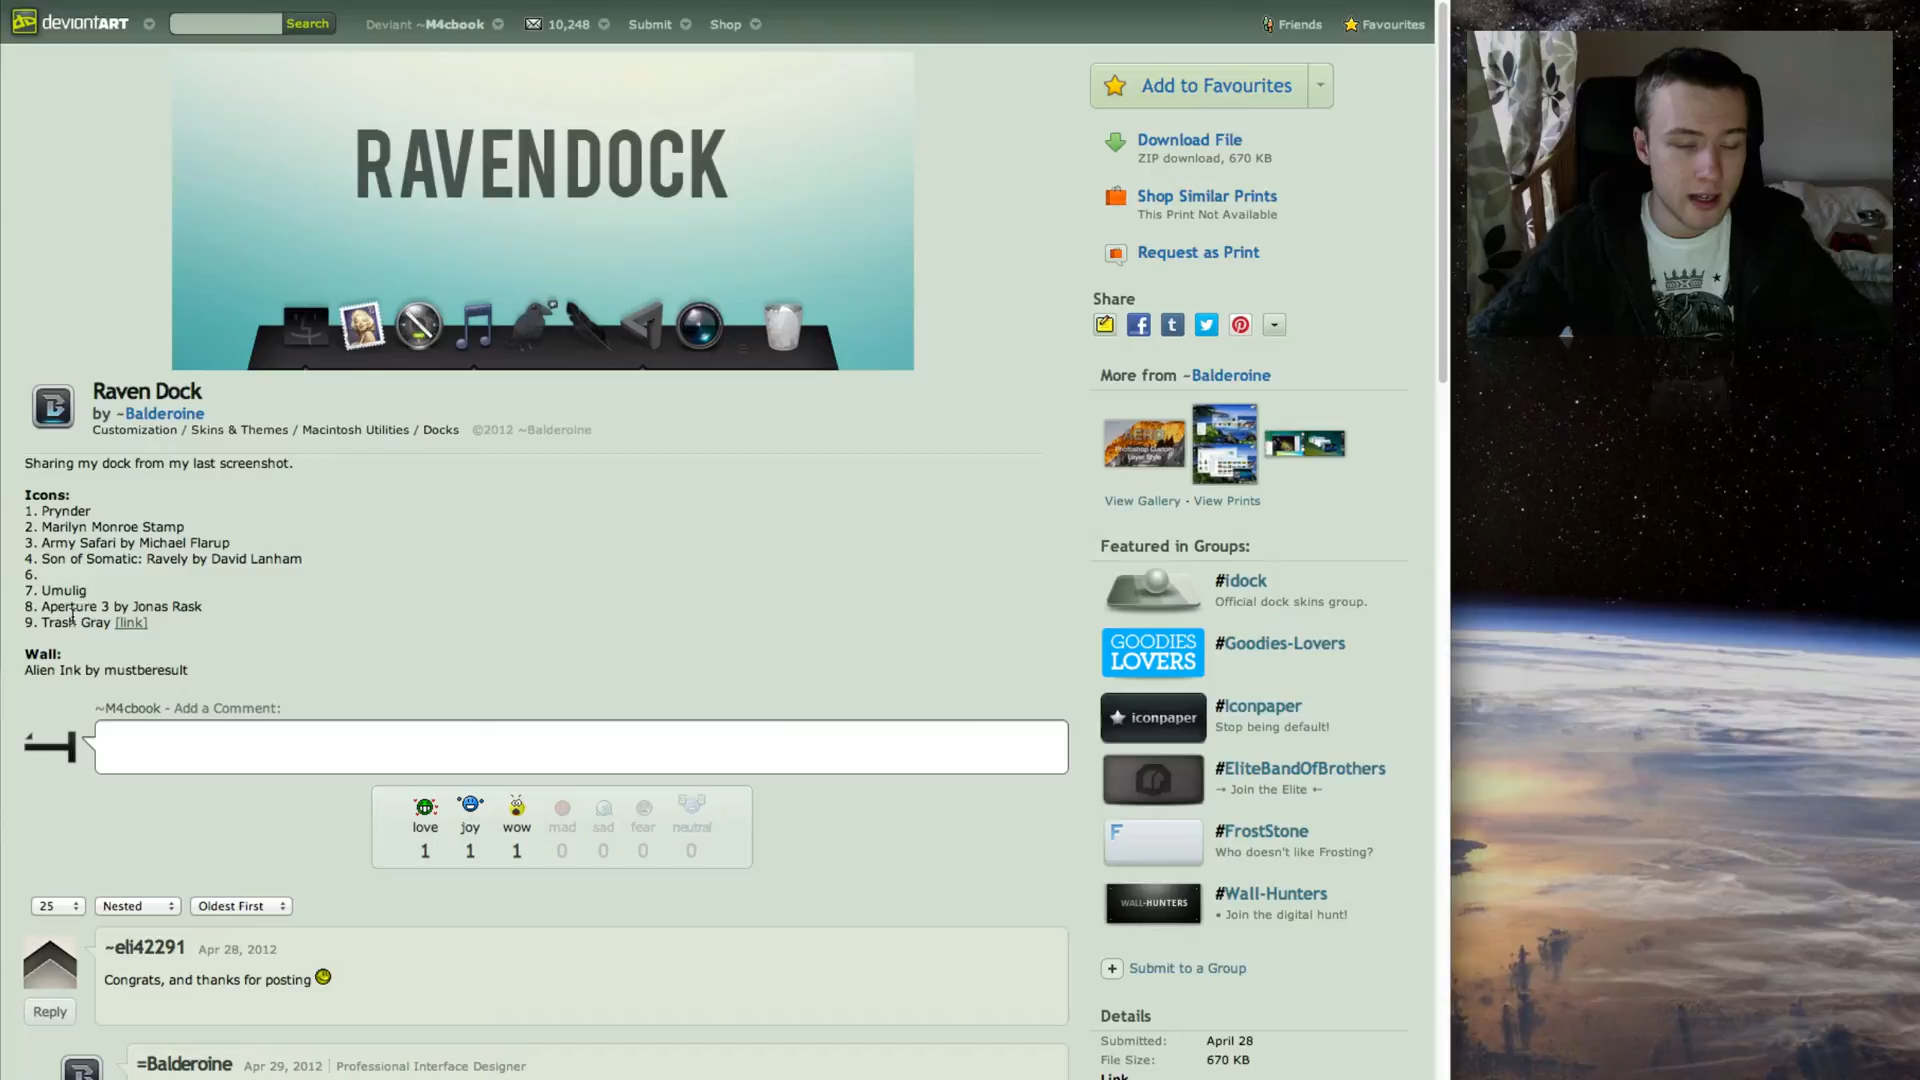 deviantART
Search
Deviant ~M4cbook
10,248
Submit
Shop
Friends
Favourites
RAVENDOCK
Raven Dock
by ~Balderoine
Customization / Skins & Themes / Macintosh Utilities / Docks ©2012 ~Balderoine
Sharing my dock from my last screenshot.
Icons:
1. Prynder
2. Marilyn Monroe Stamp
3. Army Safari by Michael Flarup
4. Son of Somatic: Ravely by David Lanham
6.
7. Umulig
8. Aperture 3 by Jonas Rask
9. Trash Gray [link]
Wall:
Alien Ink by mustberesult
~M4cbook - Add a Comment:
love joy wow mad sad fear neutral
1 1 1 0 0 0 0
25 Nested Oldest First
~eli42291 Apr 28, 2012
Congrats, and thanks for posting
Reply
=Balderoine Apr 29, 2012 | Professional Interface Designer
Add to Favourites
Download File
ZIP download, 670 KB
Shop Similar Prints
This Print Not Available
Request as Print
Share
More from ~Balderoine
View Gallery · View Prints
Featured in Groups:
#idock
Official dock skins group.
GOODIES
LOVERS
#Goodies-Lovers
iconpaper
#Iconpaper
Stop being default!
#EliteBandOfBrothers
→ Join the Elite ←
F
#FrostStone
Who doesn't like Frosting?
WALL-HUNTERS
#Wall-Hunters
• Join the digital hunt!
Submit to a Group
Details
Submitted: April 28
File Size: 670 KB
Link